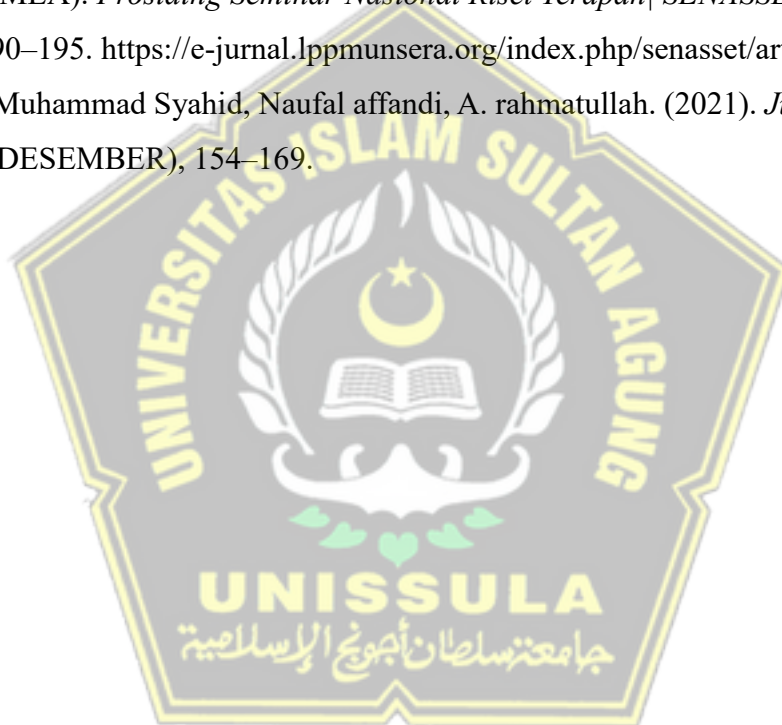 MEA). Prosiding Seminar Nasional Riset Terapan| SENASSE
90–195. https://e-jurnal.lppmunsera.org/index.php/senasset/ar
Muhammad Syahid, Naufal affandi, A. rahmatullah. (2021).
DESEMBER), 154–169.
UNIVERSITAS ISLAM SULTAN AGUNG
UNISSULA
جامعة سلطان أجونج الإسلامية